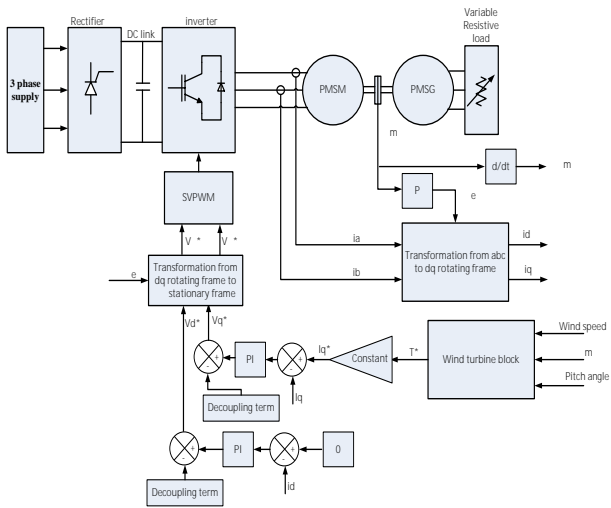 Rectifier
DC link
inverter
Variable
Resistive
load
3 phase
supply
PMSM
PMSG
m
d/dt
m
P
e
SVPWM
V *
V *
ia
id
Transformation from abc
to dq rotating frame
ib
iq
Transformation from
dq rotating frame to
stationary frame
e
Vd*
Vq*
Wind speed
Iq*
T*
PI
Constant
Wind turbine block
m
Pitch angle
Iq
Decoupling term
PI
0
id
Decoupling term